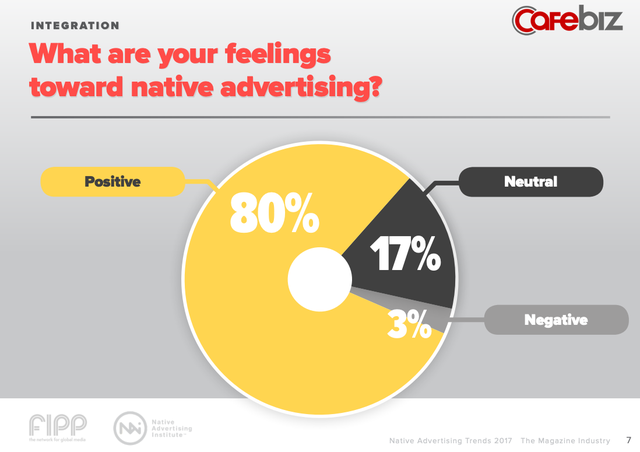 INTEGRATION
Cafebiz
What are your feelings
toward native advertising?
Positive
80%
Neutral
17%
Negative
3%
FIPP
the network for global media
Native
Advertising
Institute™
Native Advertising Trends 2017 The Magazine Industry 7